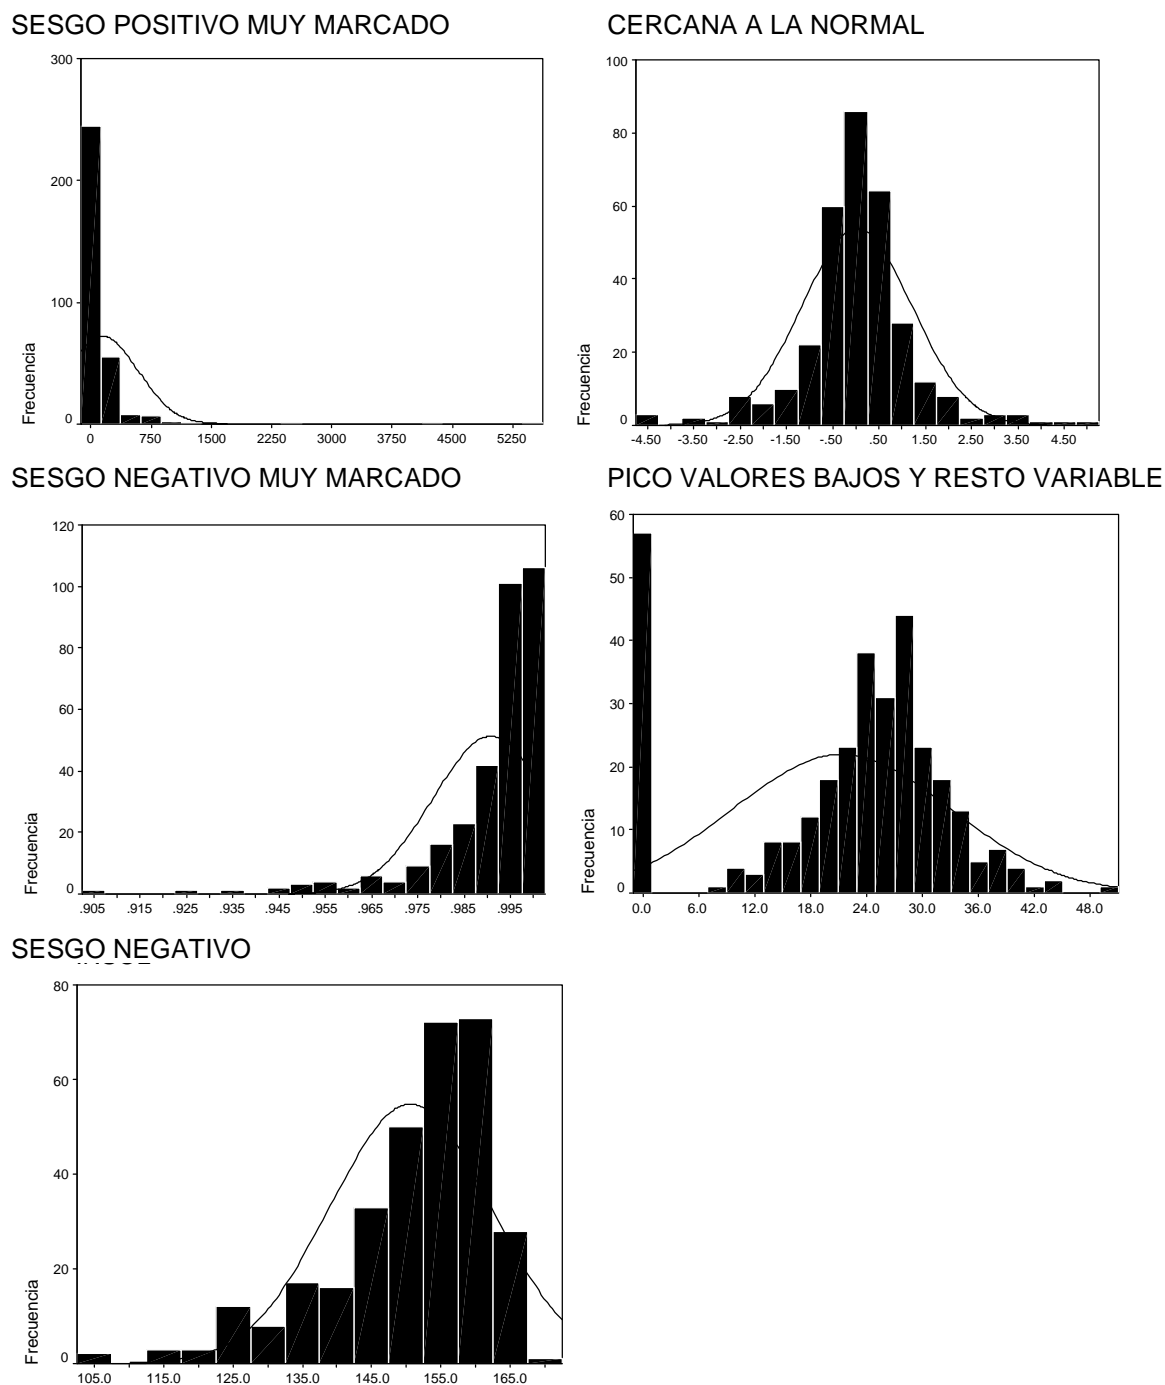 SESGO POSITIVO MUY MARCADO
300
200
100
0
Frecuencia
0 750 1500 2250 3000 3750 4500 5250
CERCANA A LA NORMAL
100
80
60
40
20
0
Frecuencia
-4.50 -3.50 -2.50 -1.50 -.50 .50 1.50 2.50 3.50 4.50
SESGO NEGATIVO MUY MARCADO
120
100
80
60
40
20
0
Frecuencia
.905 .915 .925 .935 .945 .955 .965 .975 .985 .995
PICO VALORES BAJOS Y RESTO VARIABLE
60
50
40
30
20
10
0
Frecuencia
0.0 6.0 12.0 18.0 24.0 30.0 36.0 42.0 48.0
SESGO NEGATIVO
80
60
40
20
0
Frecuencia
105.0 115.0 125.0 135.0 145.0 155.0 165.0